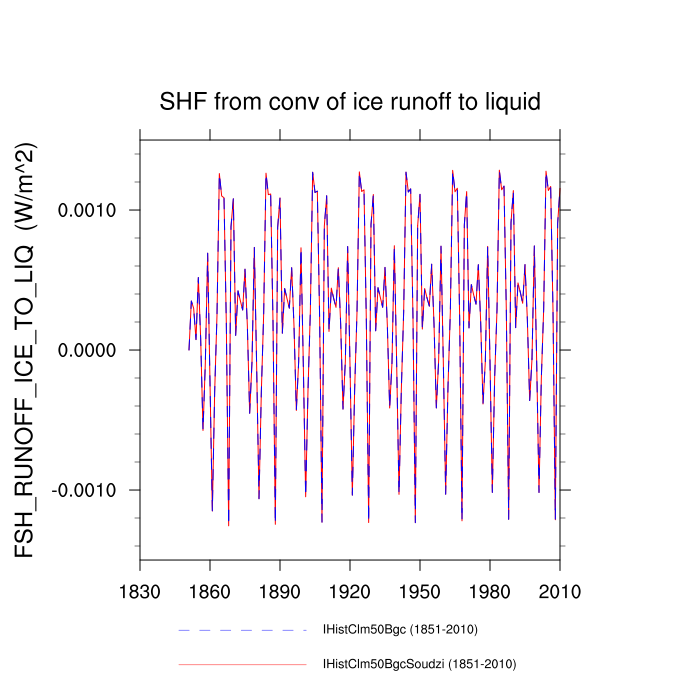 SHF from conv of ice runoff to liquid
FSH_RUNOFF_ICE_TO_LIQ (W/m^2)
0.0010
0.0000
-0.0010
1830 1860 1890 1920 1950 1980 2010
IHistClm50Bgc (1851-2010)
IHistClm50BgcSoudzi (1851-2010)